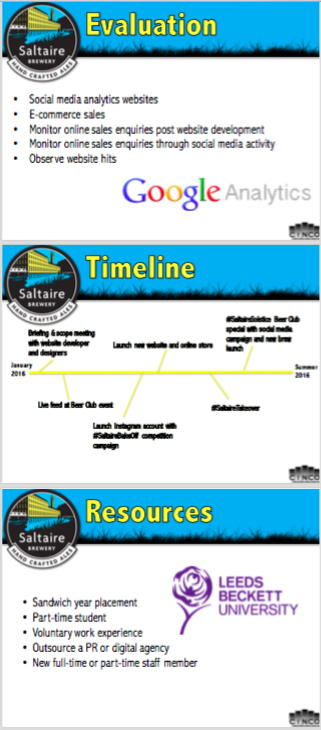 Evaluation
Saltaire
BREWERY
HAND CRAFTED ALES
• Social media analytics websites
• E-commerce sales
• Monitor online sales enquiries post website development
• Monitor online sales enquiries through social media activity
• Observe website hits
Google Analytics
CYNCO
Timeline
Saltaire
BREWERY
HAND CRAFTED ALES
Briefing & scope meeting
with website developer
and designers
Launch new website and online store
#SaltaireSolstice Beer Club
special with social media
campaign and new brew
launch
January
2016
Summer
2016
Live feed at Beer Club event
Launch Instagram account with
#SaltaireBakeOff competition
campaign
#SaltaireTakeover
CYNCO
Resources
Saltaire
BREWERY
HAND CRAFTED ALES
LEEDS
BECKETT
UNIVERSITY
• Sandwich year placement
• Part-time student
• Voluntary work experience
• Outsource a PR or digital agency
• New full-time or part-time staff member
CYNCO